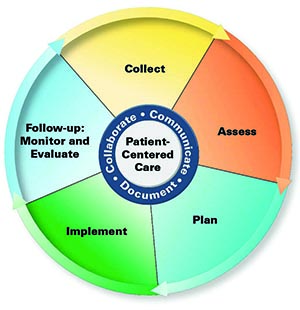 Collect
Assess
Plan
Implement
Follow-up:
Monitor and
Evaluate
Collaborate • Communicate • Document •
Patient-
Centered
Care